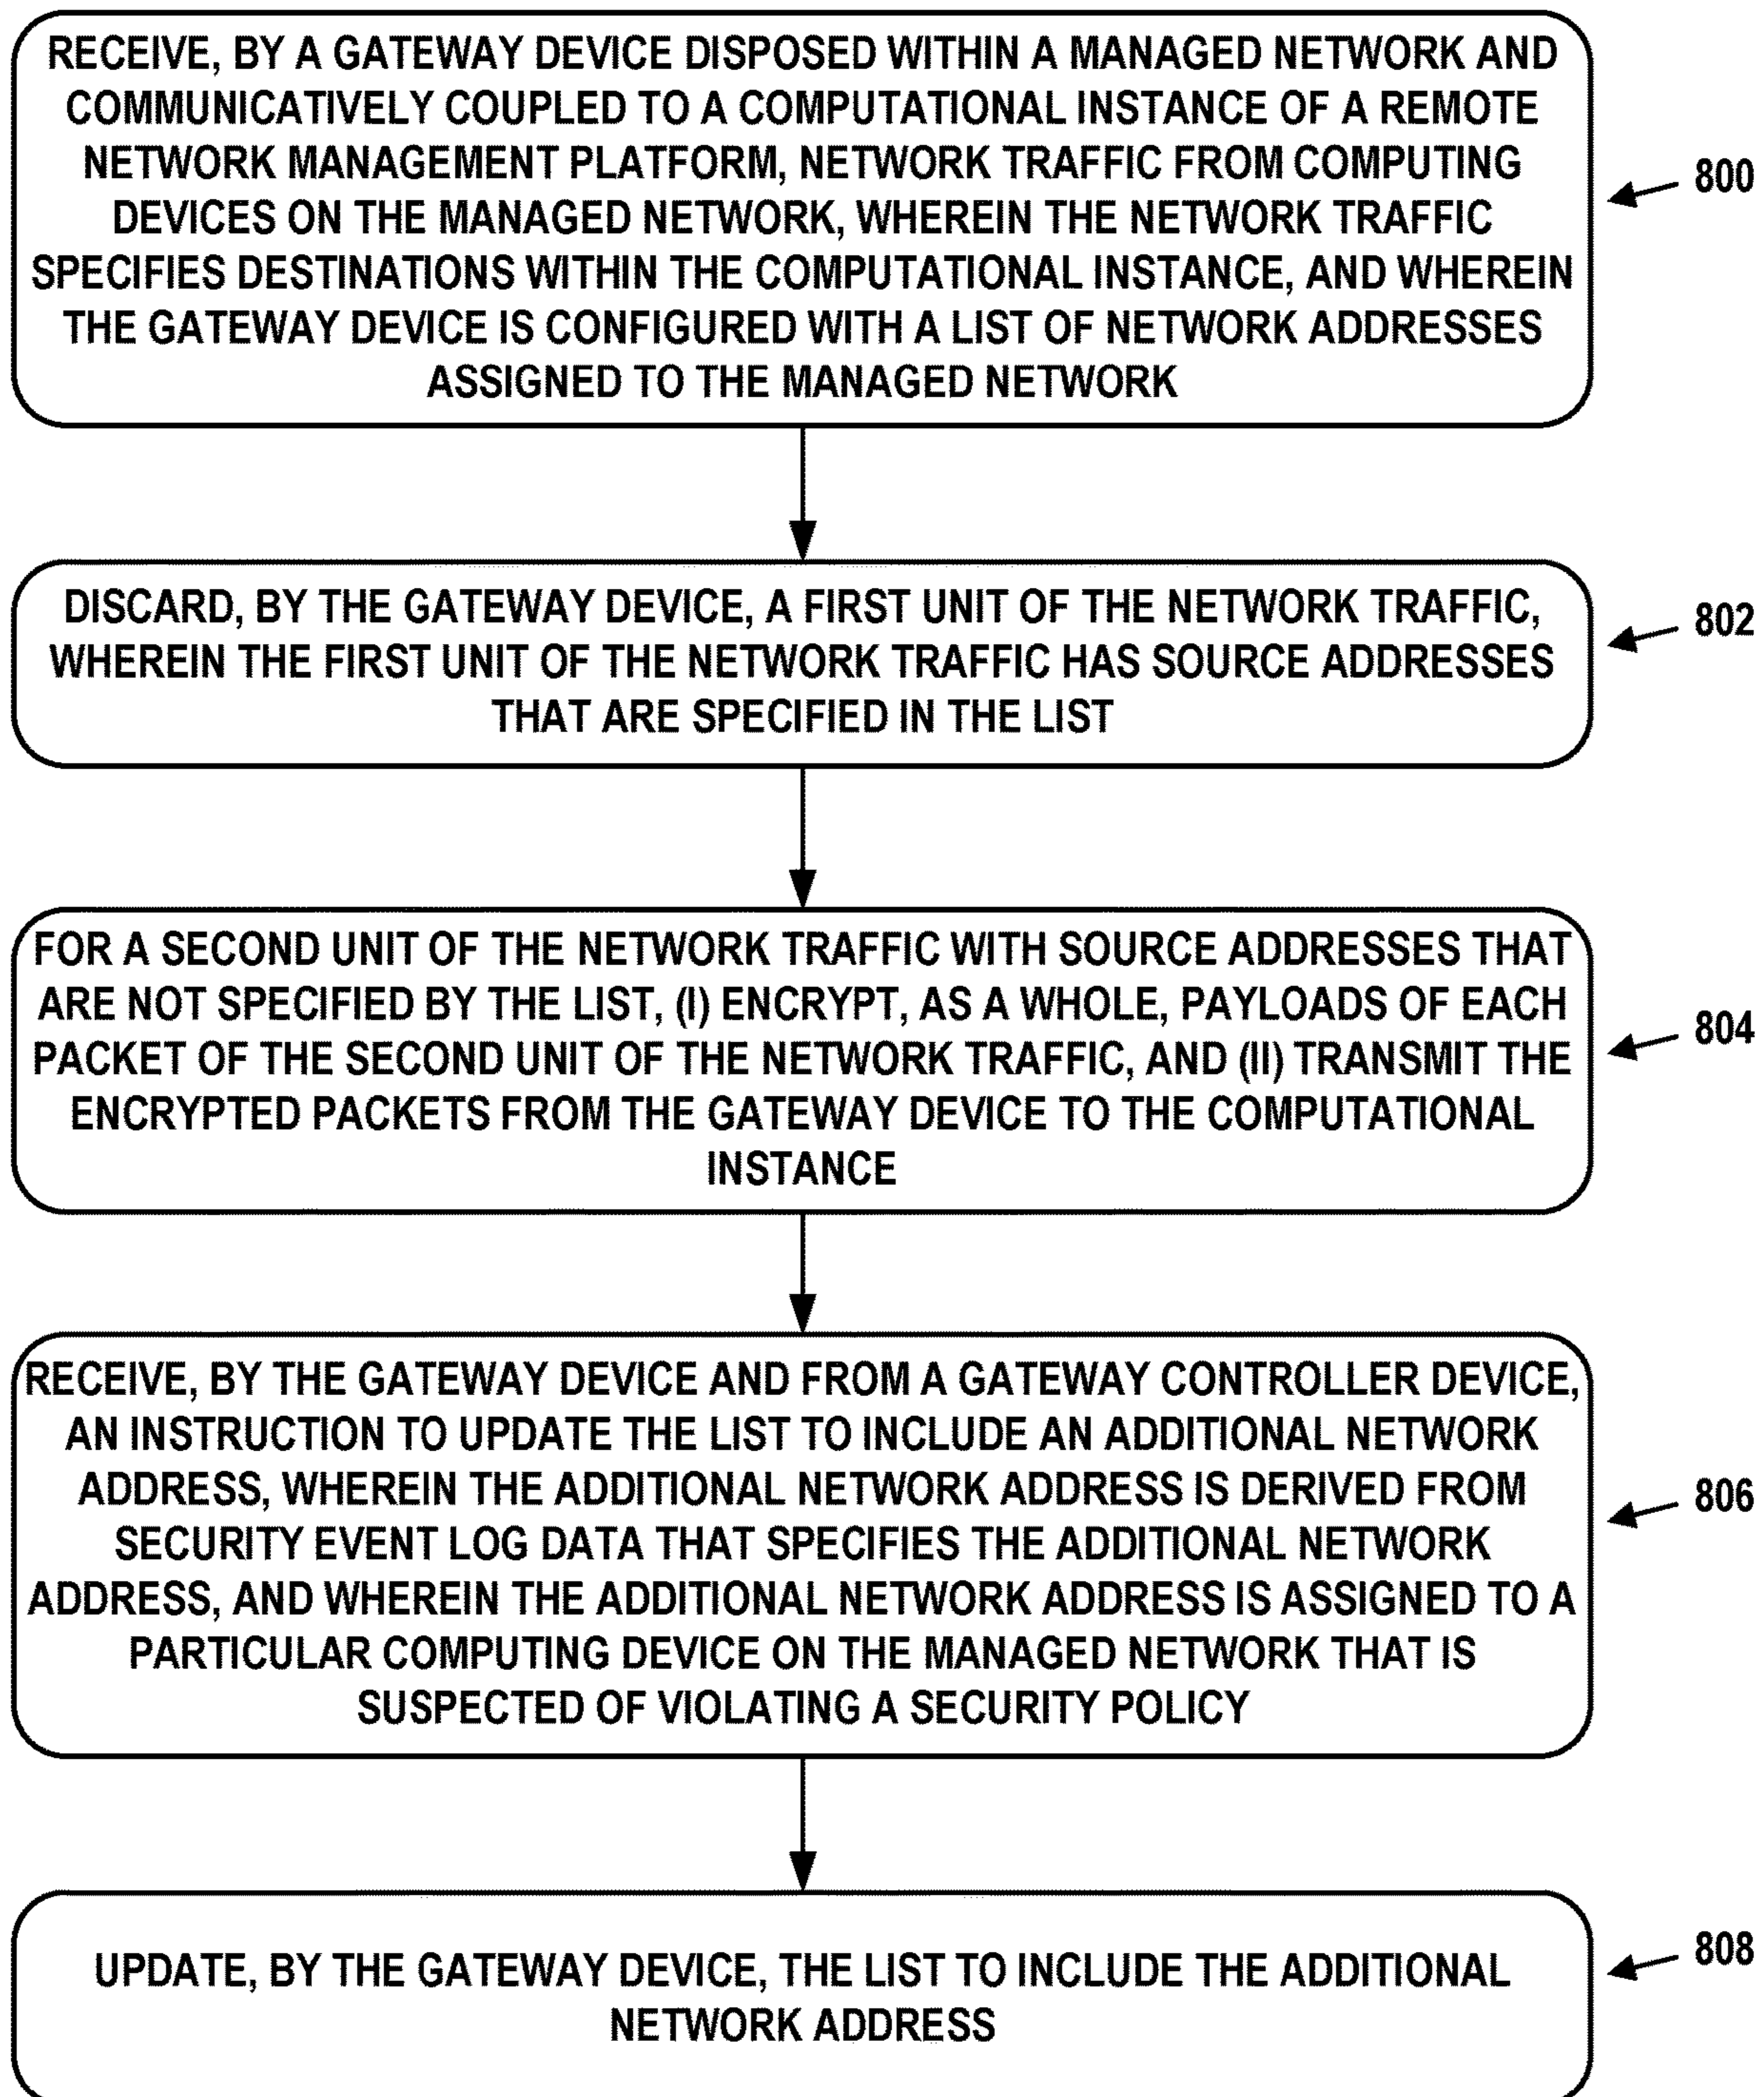 RECEIVE, BY A GATEWAY DEVICE DISPOSED WITHIN A MANAGED NETWORK AND
COMMUNICATIVELY COUPLED TO A COMPUTATIONAL INSTANCE OF A REMOTE
NETWORK MANAGEMENT PLATFORM, NETWORK TRAFFIC FROM COMPUTING
DEVICES ON THE MANAGED NETWORK, WHEREIN THE NETWORK TRAFFIC
SPECIFIES DESTINATIONS WITHIN THE COMPUTATIONAL INSTANCE, AND WHEREIN
THE GATEWAY DEVICE IS CONFIGURED WITH A LIST OF NETWORK ADDRESSES
ASSIGNED TO THE MANAGED NETWORK
800
DISCARD, BY THE GATEWAY DEVICE, A FIRST UNIT OF THE NETWORK TRAFFIC,
WHEREIN THE FIRST UNIT OF THE NETWORK TRAFFIC HAS SOURCE ADDRESSES
THAT ARE SPECIFIED IN THE LIST
802
FOR A SECOND UNIT OF THE NETWORK TRAFFIC WITH SOURCE ADDRESSES THAT
ARE NOT SPECIFIED BY THE LIST, (I) ENCRYPT, AS A WHOLE, PAYLOADS OF EACH
PACKET OF THE SECOND UNIT OF THE NETWORK TRAFFIC, AND (II) TRANSMIT THE
ENCRYPTED PACKETS FROM THE GATEWAY DEVICE TO THE COMPUTATIONAL
INSTANCE
804
RECEIVE, BY THE GATEWAY DEVICE AND FROM A GATEWAY CONTROLLER DEVICE,
AN INSTRUCTION TO UPDATE THE LIST TO INCLUDE AN ADDITIONAL NETWORK
ADDRESS, WHEREIN THE ADDITIONAL NETWORK ADDRESS IS DERIVED FROM
SECURITY EVENT LOG DATA THAT SPECIFIES THE ADDITIONAL NETWORK
ADDRESS, AND WHEREIN THE ADDITIONAL NETWORK ADDRESS IS ASSIGNED TO A
PARTICULAR COMPUTING DEVICE ON THE MANAGED NETWORK THAT IS
SUSPECTED OF VIOLATING A SECURITY POLICY
806
UPDATE, BY THE GATEWAY DEVICE, THE LIST TO INCLUDE THE ADDITIONAL
NETWORK ADDRESS
808